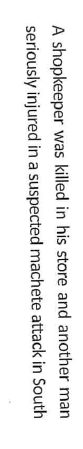 A shopkeeper was killed in his store and another man
seriously injured in a suspected machete attack in South